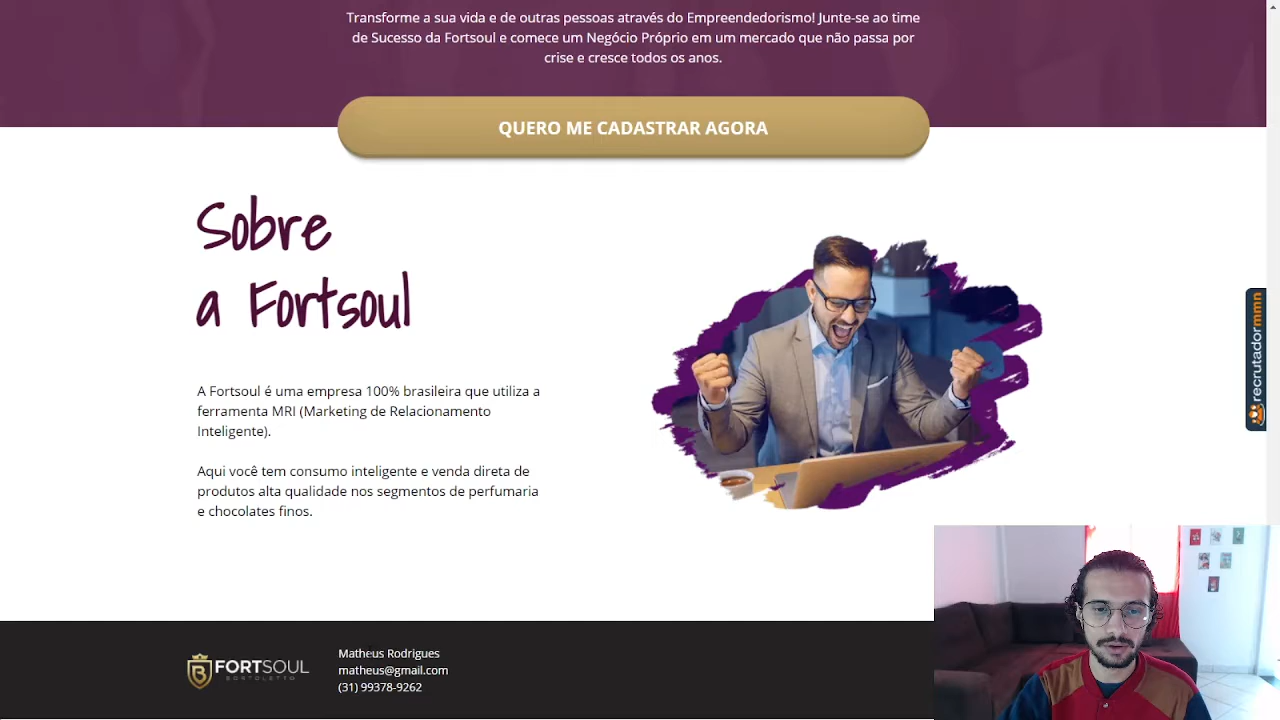 Transforme a sua vida e de outras pessoas através do Empreendedorismo! Junte-se ao time
de Sucesso da Fortsoul e comece um Negócio Próprio em um mercado que não passa por
crise e cresce todos os anos.
QUERO ME CADASTRAR AGORA
Sobre
a Fortsoul
A Fortsoul é uma empresa 100% brasileira que utiliza a
ferramenta MRI (Marketing de Relacionamento
Inteligente).
Aqui você tem consumo inteligente e venda direta de
produtos alta qualidade nos segmentos de perfumaria
e chocolates finos.
recrutadormmn
FORTSOUL
BORTOLETTO
Matheus Rodrigues
matheus@gmail.com
(31) 99378-9262